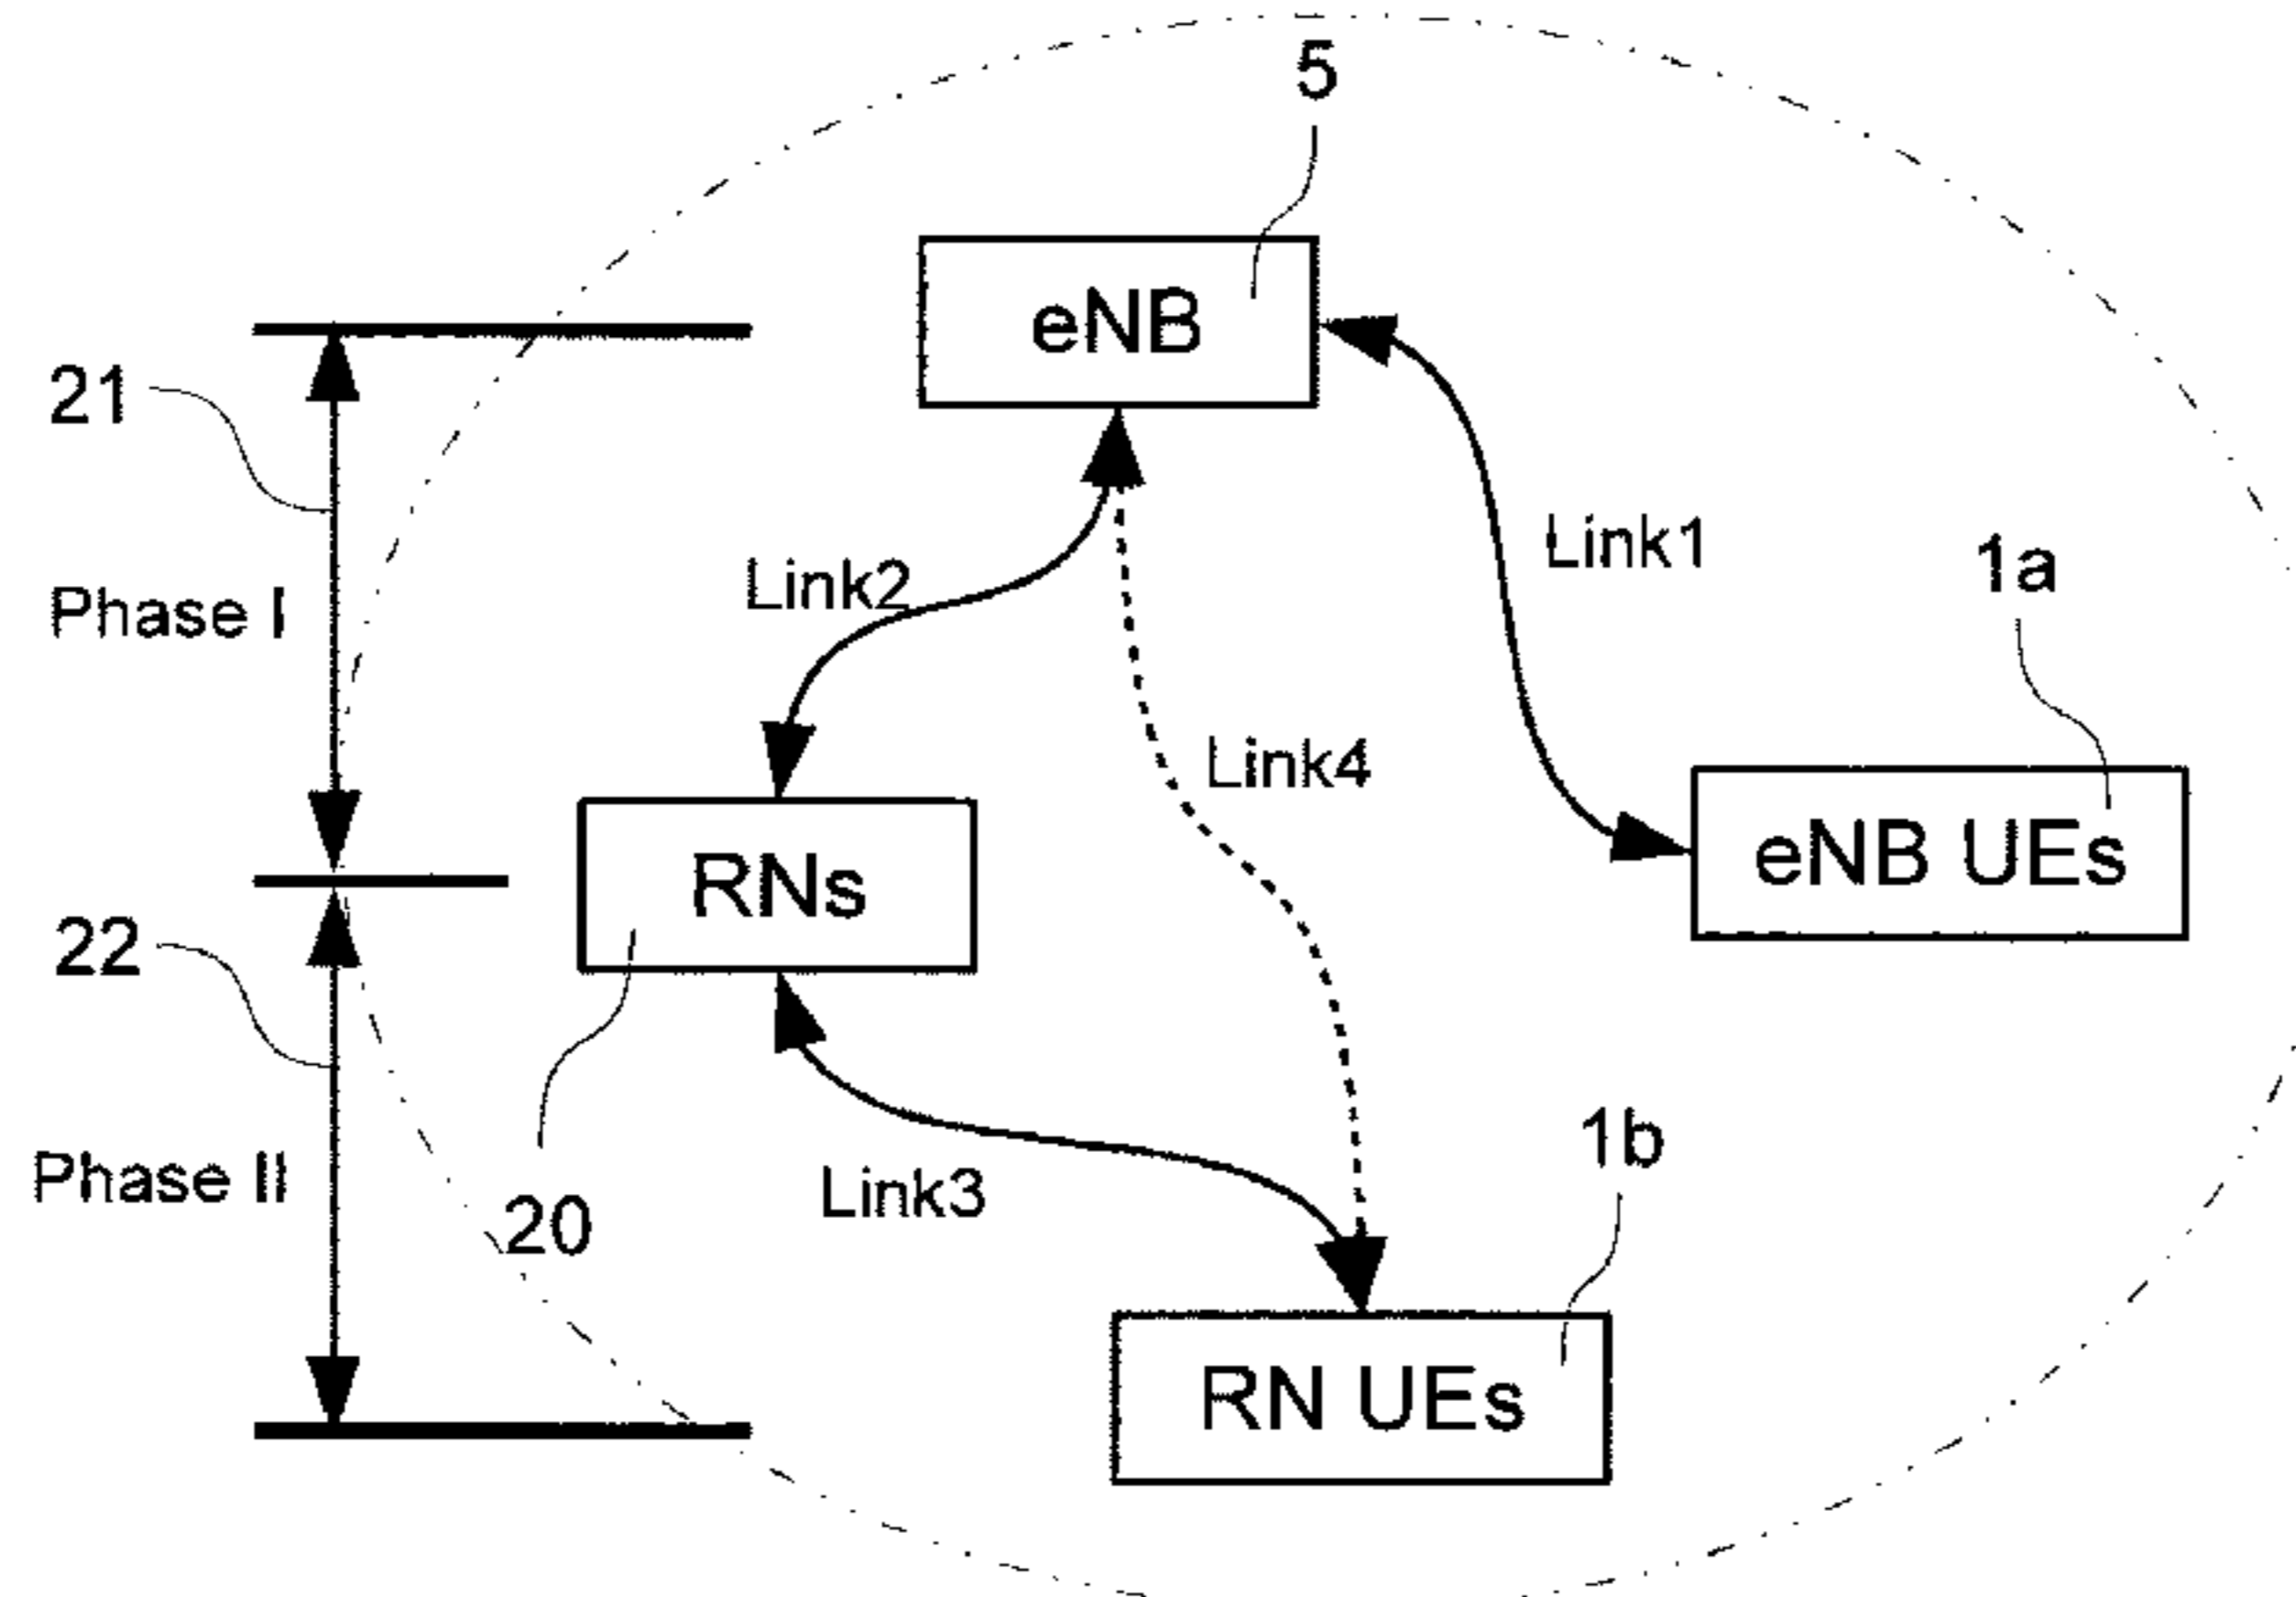 5
eNB
21
Link1
1a
Phase I
Link2
Link4
eNB UEs
RNs
22
1b
Phase II
Link3
20
RN UEs